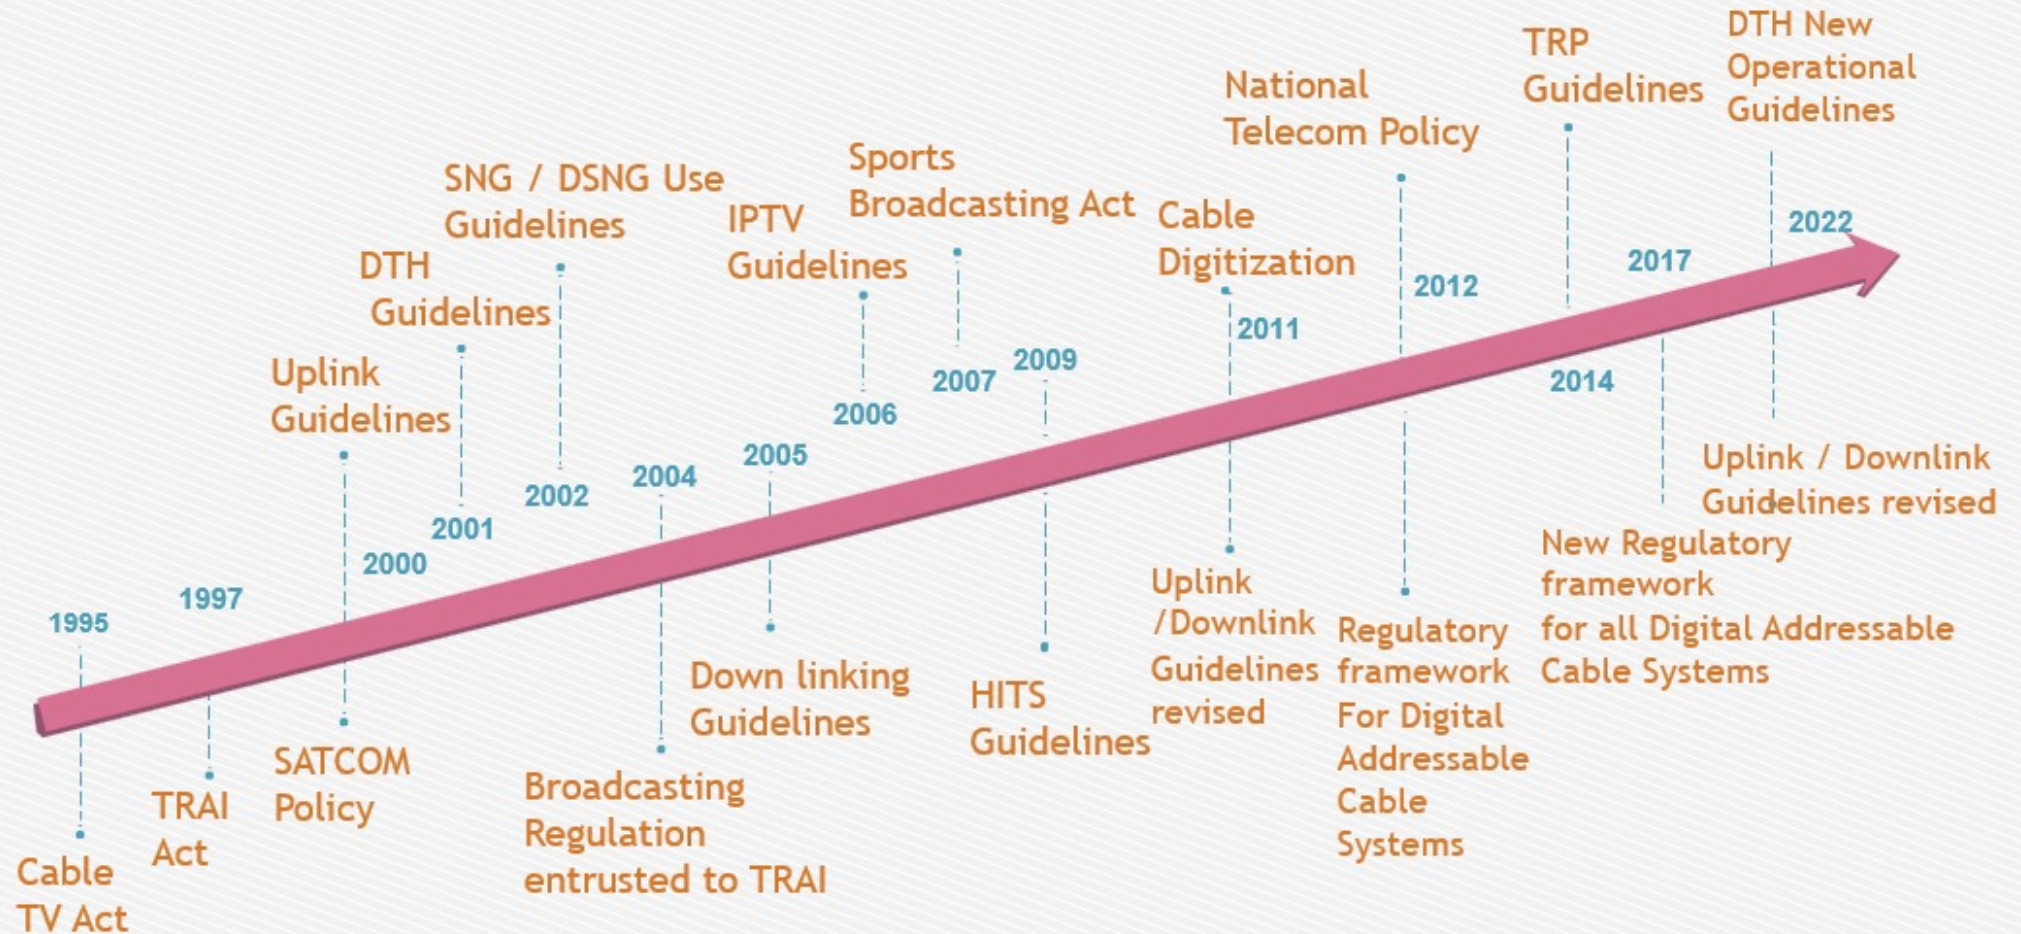 DTH New
Operational
Guidelines
TRP
Guidelines
National
Telecom Policy
Sports
Broadcasting Act
SNG / DSNG Use
Guidelines
IPTV
Guidelines
Cable
Digitization
DTH
Guidelines
Uplink
Guidelines
1995
1997
2000
2001
2002
2004
2005
2006
2007
2009
2011
2012
2014
2017
2022
Cable
TV Act
TRAI
Act
SATCOM
Policy
Broadcasting
Regulation
entrusted to TRAI
Down linking
Guidelines
HITS
Guidelines
Uplink
/Downlink
Guidelines
revised
Regulatory
framework
For Digital
Addressable
Cable
Systems
New Regulatory
framework
for all Digital Addressable
Cable Systems
Uplink / Downlink
Guidelines revised